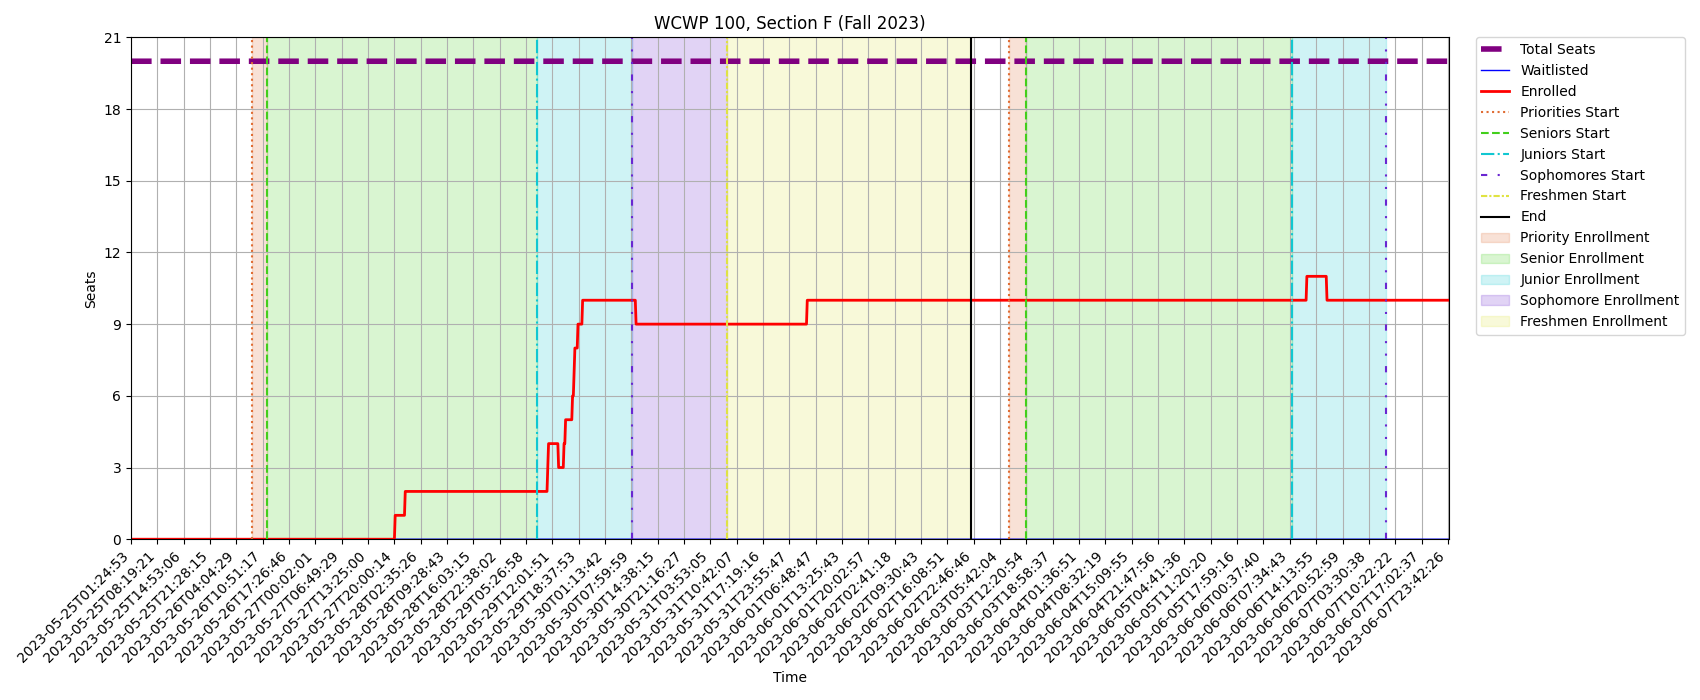 WCWP 100, Section F (Fall 2023)
21
18
15
12
9
6
3
0
Seats
2023-05-25T01:24:53
2023-05-25T08:19:21
2023-05-25T14:53:06
2023-05-25T21:28:15
2023-05-26T04:04:29
2023-05-26T10:51:17
2023-05-26T17:26:46
2023-05-27T00:02:01
2023-05-27T06:49:29
2023-05-27T13:25:00
2023-05-27T20:00:14
2023-05-28T02:35:26
2023-05-28T09:28:43
2023-05-28T16:03:15
2023-05-28T22:38:02
2023-05-29T05:26:58
2023-05-29T12:01:51
2023-05-29T18:37:53
2023-05-30T01:13:42
2023-05-30T07:59:59
2023-05-30T14:38:15
2023-05-30T21:16:27
2023-05-31T03:53:05
2023-05-31T10:42:07
2023-05-31T17:19:16
2023-05-31T23:55:47
2023-06-01T06:48:47
2023-06-01T13:25:43
2023-06-01T20:02:57
2023-06-02T02:41:18
2023-06-02T09:30:43
2023-06-02T16:08:51
2023-06-02T22:46:46
2023-06-03T05:42:04
2023-06-03T12:20:54
2023-06-03T18:58:37
2023-06-04T01:36:51
2023-06-04T08:32:19
2023-06-04T15:09:55
2023-06-04T21:47:56
2023-06-05T04:41:36
2023-06-05T11:20:20
2023-06-05T17:59:16
2023-06-06T00:37:40
2023-06-06T07:34:43
2023-06-06T14:13:55
2023-06-06T20:52:59
2023-06-07T03:30:38
2023-06-07T10:22:22
2023-06-07T17:02:37
2023-06-07T23:42:26
Time
Total Seats
Waitlisted
Enrolled
Priorities Start
Seniors Start
Juniors Start
Sophomores Start
Freshmen Start
End
Priority Enrollment
Senior Enrollment
Junior Enrollment
Sophomore Enrollment
Freshmen Enrollment